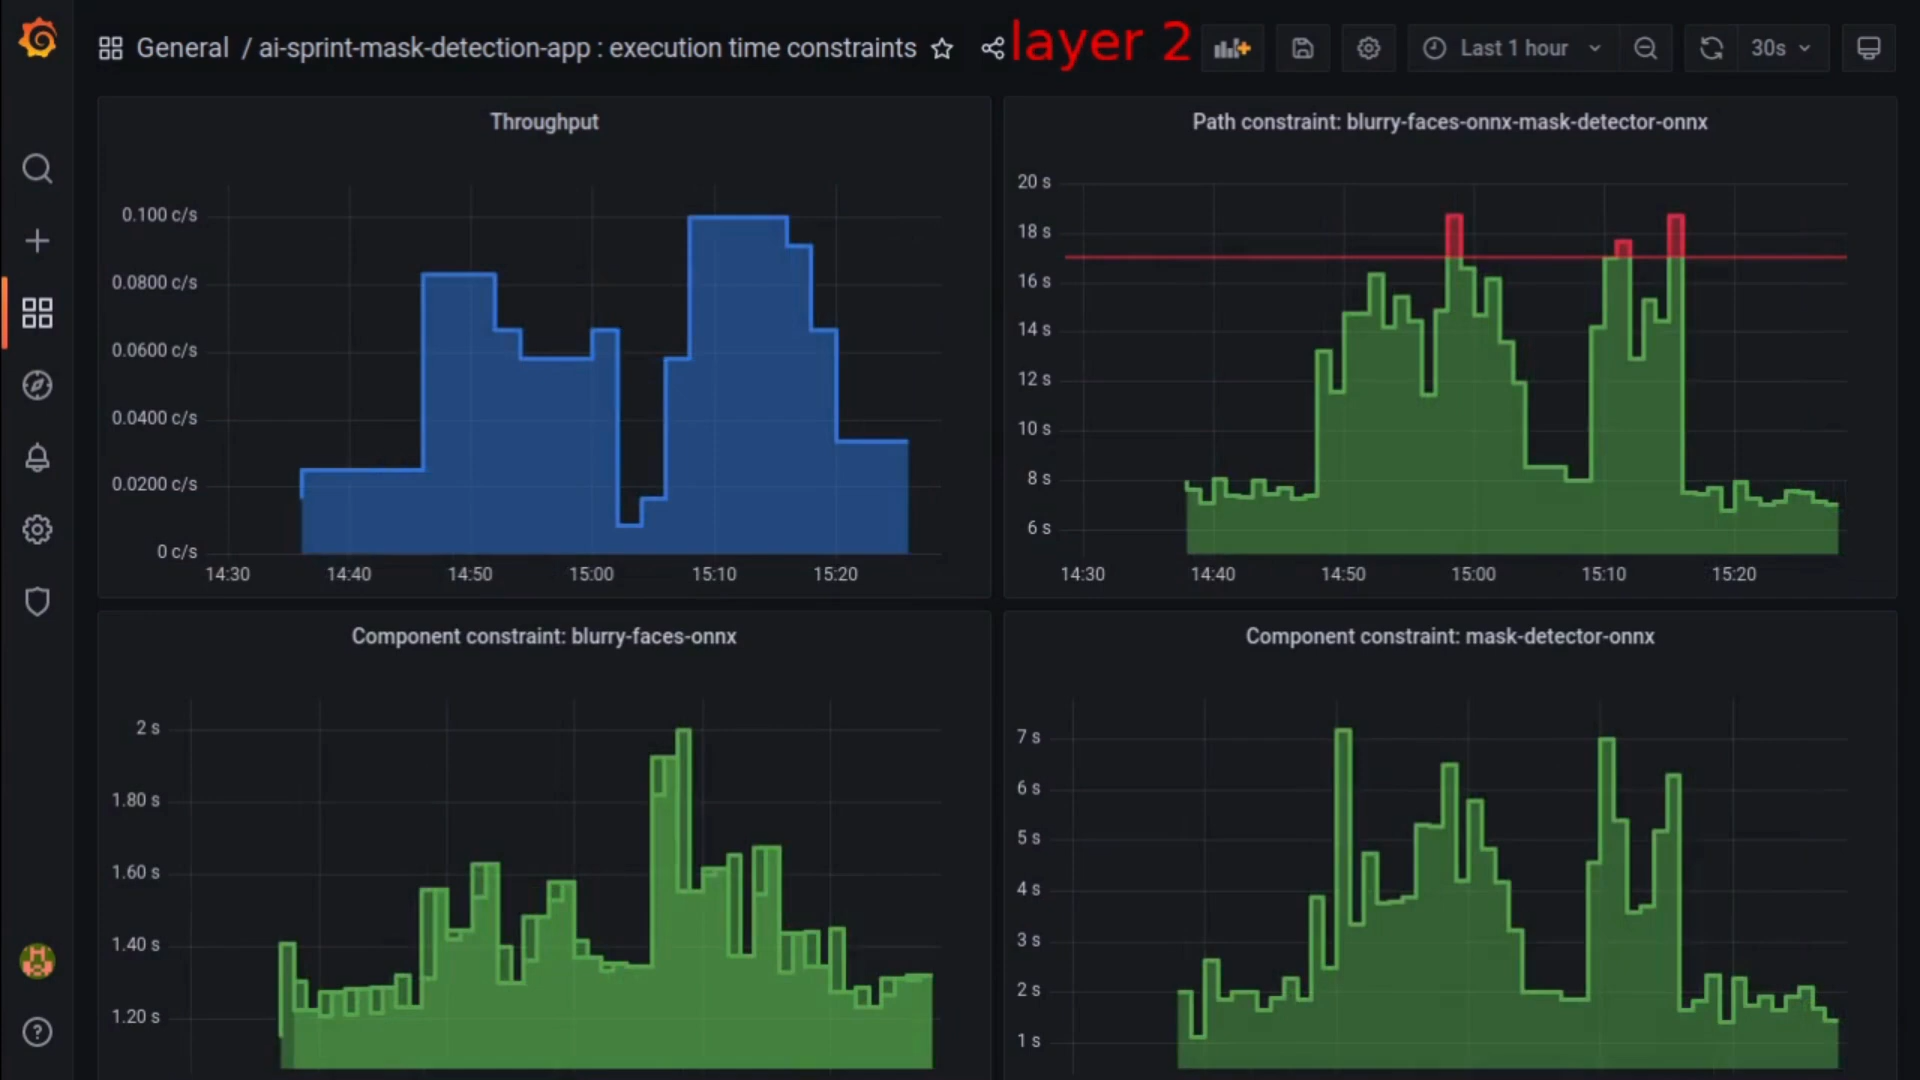 General / ai-sprint-mask-detection-app : execution time constraints
layer 2
Last 1 hour
30s
Throughput
0.100 c/s
0.0800 c/s
0.0600 c/s
0.0400 c/s
0.0200 c/s
0 c/s
14:30 14:40 14:50 15:00 15:10 15:20
Path constraint: blurry-faces-onnx-mask-detector-onnx
20 s
18 s
16 s
14 s
12 s
10 s
8 s
6 s
14:30 14:40 14:50 15:00 15:10 15:20
Component constraint: blurry-faces-onnx
2 s
1.80 s
1.60 s
1.40 s
1.20 s
Component constraint: mask-detector-onnx
7 s
6 s
5 s
4 s
3 s
2 s
1 s